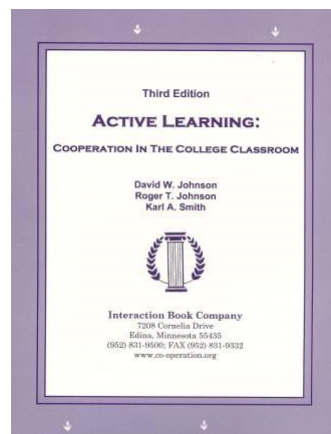 Third Edition
ACTIVE LEARNING:
COOPERATION IN THE COLLEGE CLASSROOM
David W. Johnson
Roger T. Johnson
Karl A. Smith
Interaction Book Company
7208 Cornelia Drive
Edina, Minnesota 55435
(952) 831-9500; FAX (952) 831-9332
www.co-operation.org